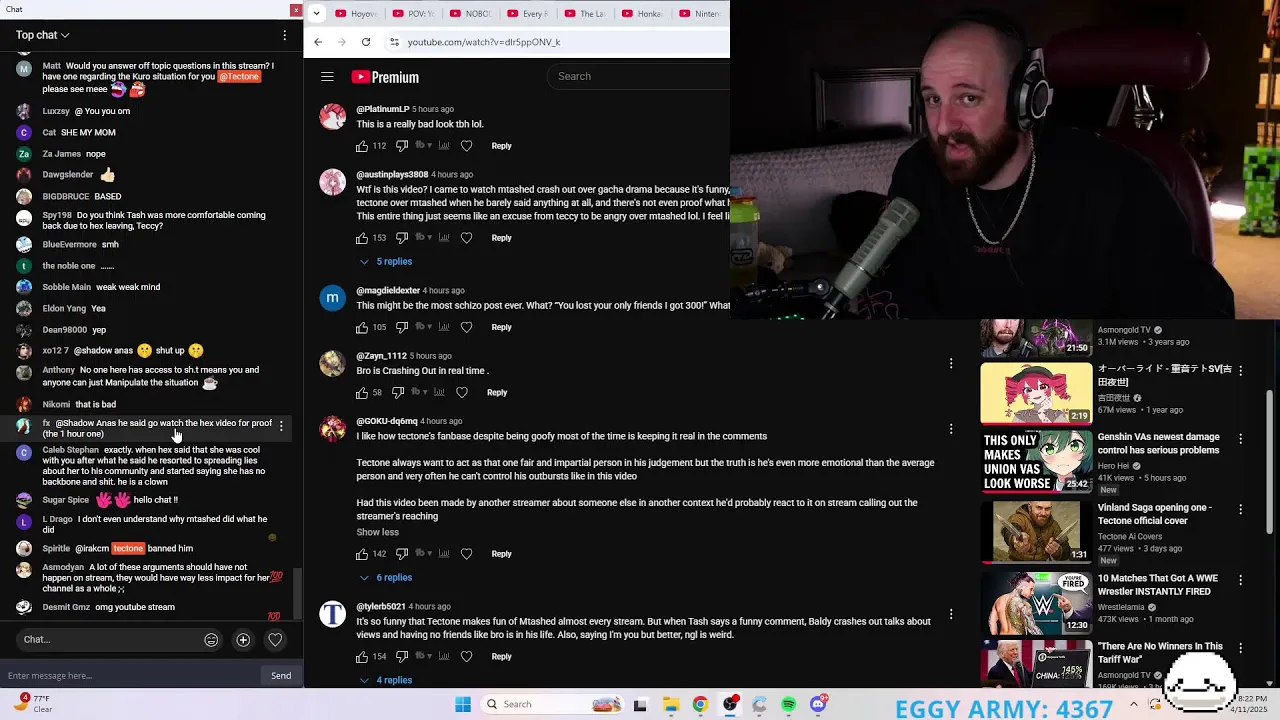 Chat
Top chat
Matt Would you answer off topic questions in this stream? I
have one regarding the Kuro situation for you @Tectone
please see meee
Luxzsy @ You you om
Cat SHE MY MOM
Za James nope
Dawgslender
BIGDBRUCE BASED
Spy198 Do you think Tash was more comfortable coming
back due to hex leaving, Teccy?
BlueEvermore smh
the noble one .......
Sobble Main weak weak mind
Eldon Yang Yea
Dean98000 yep
xo12 7 @shadow anas shut up
Anthony No one here has access to sh.t means you and
anyone can just Manipulate the situation
Nikomi that is bad
fx @Shadow Anas he said go watch the hex video for proof
(the 1 hour one)
Caleb Stephan exactly. when hex said that she was cool
with you after what he said he resorted to spreading lies
about her to his community and started saying she has no
backbone and shit. he is a clown
Sugar Spice hello chat !!
L Drago I don't even understand why mtashed did what he
did
Spiritle @irakcm tectone banned him
Asmodyan A lot of these arguments should have not
happen on stream, they would have way less impact for her
channel as a whole ;;
Desmit Gmz omg youtube stream
Chat...
Enter message here...
Send
Hoyove
POV: Yo
NOBOD
Every R
The La
Honka
Ninten
youtube.com/watch?v=dlr5ppONV_k
Premium
Search
@PlatinumLP 5 hours ago
This is a really bad look tbh lol.
112
Reply
@austinplays3808 4 hours ago
Wtf is this video? I came to watch mtashed crash out over gacha drama because it's funny,
tectone over mtashed when he barely said anything at all, and there's not even proof what h
This entire thing just seems like an excuse from teccy to be angry over mtashed lol. I feel li
153
Reply
5 replies
m
@magdieldexter 4 hours ago
This might be the most schizo post ever. What? "You lost your only friends I got 300!" What
105
Reply
@Zayn_1112 5 hours ago
Bro is Crashing Out in real time .
58
Reply
@GOKU-dq6mq 4 hours ago
I like how tectone's fanbase despite being goofy most of the time is keeping it real in the comments
Tectone always want to act as that one fair and impartial person in his judgement but the truth is he's even more emotional than the average
person and very often he can't control his outbursts like in this video
Had this video been made by another streamer about someone else in another context he'd probably react to it on stream calling out the
streamer's reaching
Show less
142
Reply
6 replies
T
@tylerb5021 4 hours ago
It's so funny that Tectone makes fun of Mtashed almost every stream. But when Tash says a funny comment, Baldy crashes out talks about
views and having no friends like bro is in his life. Also, saying I'm you but better, ngl is weird.
154
Reply
4 replies
Asmongold TV
3.1M views • 3 years ago
21:50
オーバーライド - 重音テトSV[吉
田夜世]
吉田夜世
67M views • 1 year ago
2:19
THIS ONLY
MAKES
UNION VAS
LOOK WORSE
25:42
Genshin VAs newest damage
control has serious problems
Hero Hei
41K views • 5 hours ago
New
Vinland Saga opening one -
Tectone official cover
Tectone Ai Covers
477 views • 3 days ago
New
1:31
YOU'RE
FIRED
12:30
10 Matches That Got A WWE
Wrestler INSTANTLY FIRED
Wrestlelamia
473K views • 1 month ago
145%
CHINA: 125%
"There Are No Winners In This
Tariff War"
Asmongold TV
4
77°F
Clear
Search
EGGY ARMY: 4367
8:22 PM
4/11/2025